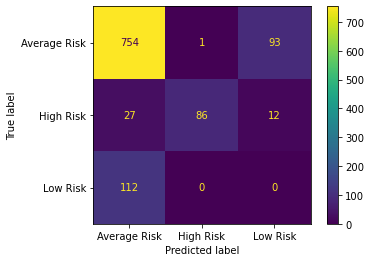 Average Risk 754 1 93
High Risk 27 86 12
Low Risk 112 0 0
Average Risk High Risk Low Risk
Predicted label
True label
700
600
500
400
300
200
100
0